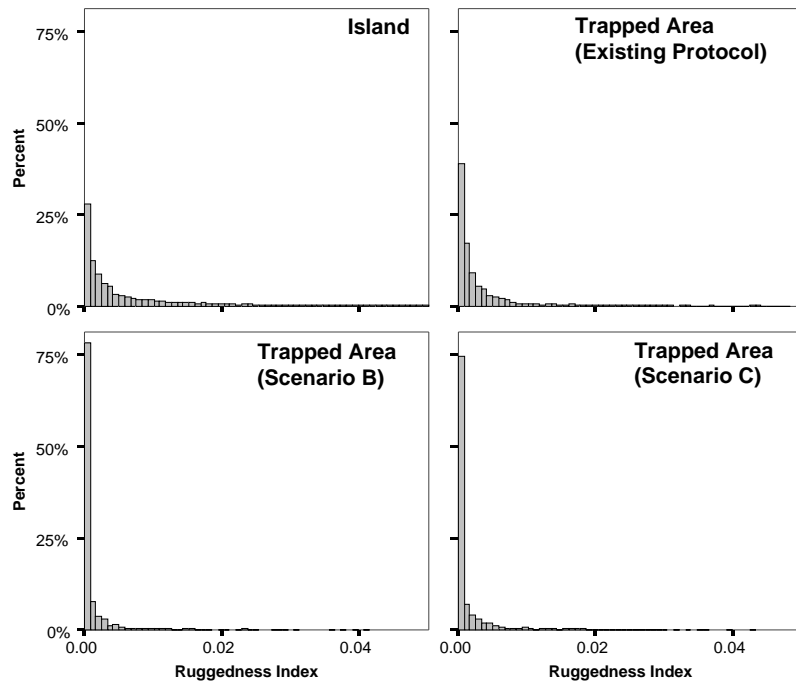 Island
75%
50%
25%
0%
Percent
Trapped Area
(Existing Protocol)
Trapped Area
(Scenario B)
75%
50%
25%
0%
Percent
0.00
0.02
0.04
Ruggedness Index
Trapped Area
(Scenario C)
0.00
0.02
0.04
Ruggedness Index